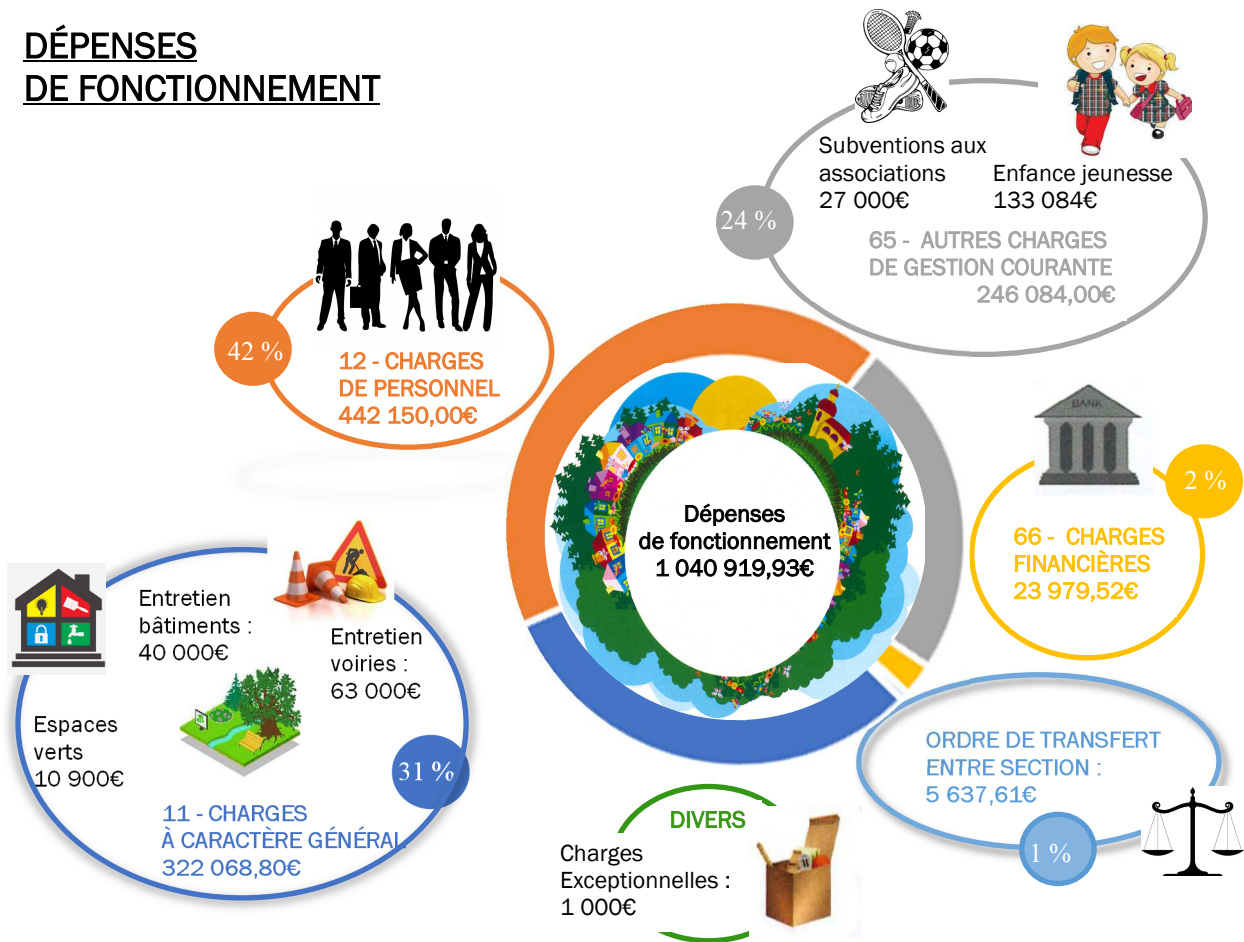 DÉPENSES
DE FONCTIONNEMENT
Subventions aux
associations
27 000€
Enfance jeunesse
133 084€
24 %
65 - AUTRES CHARGES
DE GESTION COURANTE
246 084,00€
42 %
12 - CHARGES
DE PERSONNEL
442 150,00€
BANK
2 %
66 - CHARGES
FINANCIÈRES
23 979,52€
Dépenses
de fonctionnement
1 040 919,93€
Entretien
bâtiments :
40 000€
Entretien
voiries :
63 000€
Espaces
verts
10 900€
31 %
11 - CHARGES
À CARACTÈRE GÉNÉRAL
322 068,80€
ORDRE DE TRANSFERT
ENTRE SECTION :
5 637,61€
1 %
DIVERS
Charges
Exceptionnelles :
1 000€